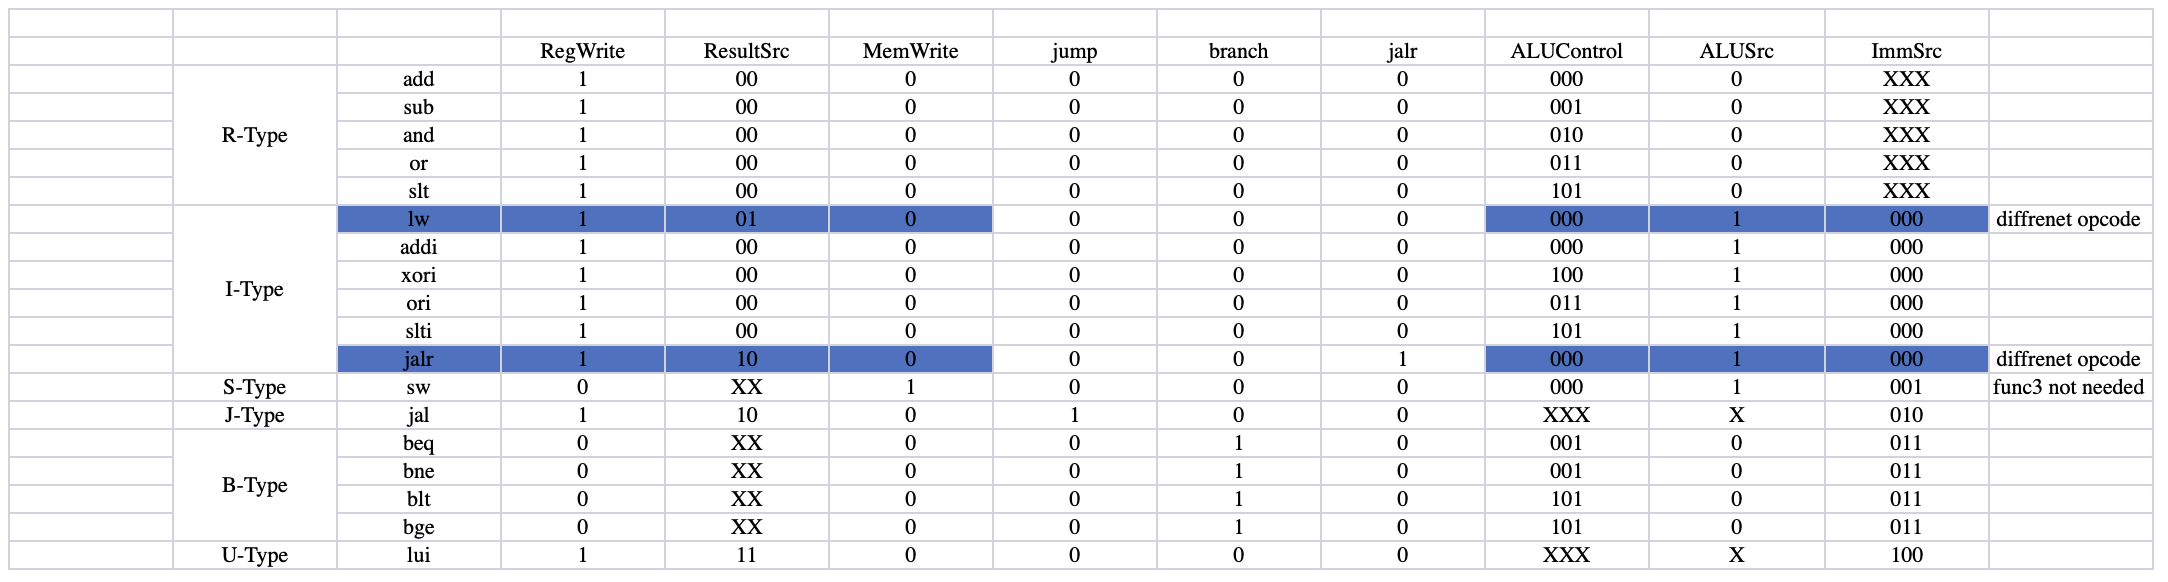 RegWrite ResultSrc MemWrite jump branch jalr ALUControl ALUSrc ImmSrc
add 1 00 0 0 0 0 000 0 XXX
sub 1 00 0 0 0 0 001 0 XXX
R-Type and 1 00 0 0 0 0 010 0 XXX
or 1 00 0 0 0 0 011 0 XXX
slt 1 00 0 0 0 0 101 0 XXX
lw 1 01 0 0 0 0 000 1 000 diffrenet opcode
addi 1 00 0 0 0 0 000 1 000
xori 1 00 0 0 0 0 100 1 000
I-Type ori 1 00 0 0 0 0 011 1 000
slti 1 00 0 0 0 0 101 1 000
jalr 1 10 0 0 0 1 000 1 000 diffrenet opcode
S-Type sw 0 XX 1 0 0 0 000 1 001 func3 not needed
J-Type jal 1 10 0 1 0 0 XXX X 010
beq 0 XX 0 0 1 0 001 0 011
B-Type bne 0 XX 0 0 1 0 001 0 011
blt 0 XX 0 0 1 0 101 0 011
bge 0 XX 0 0 1 0 101 0 011
U-Type lui 1 11 0 0 0 0 XXX X 100